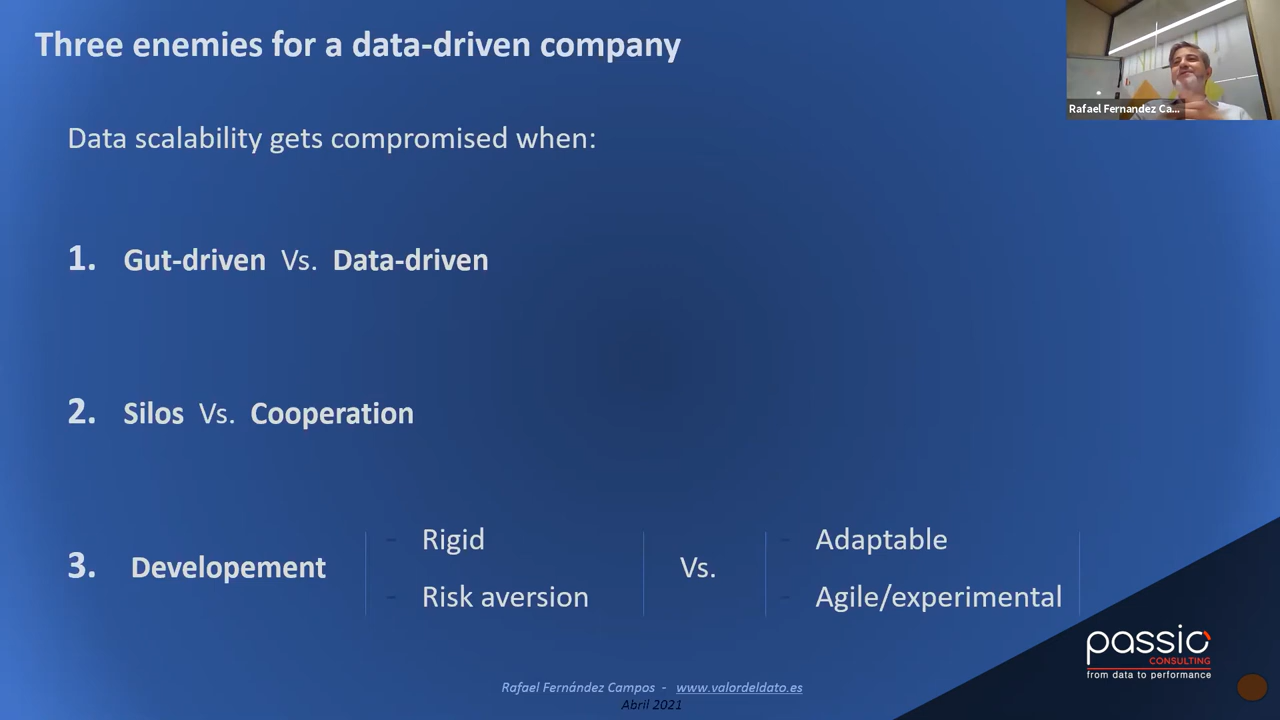 Three enemies for a data-driven company
Rafael Fernandez Ca...
Data scalability gets compromised when:
1. Gut-driven Vs. Data-driven
2. Silos Vs. Cooperation
3. Developement
- Rigid
- Risk aversion
Vs.
- Adaptable
- Agile/experimental
passic
CONSULTING
from data to performance
Rafael Fernández Campos - www.valordeldato.es
Abril 2021